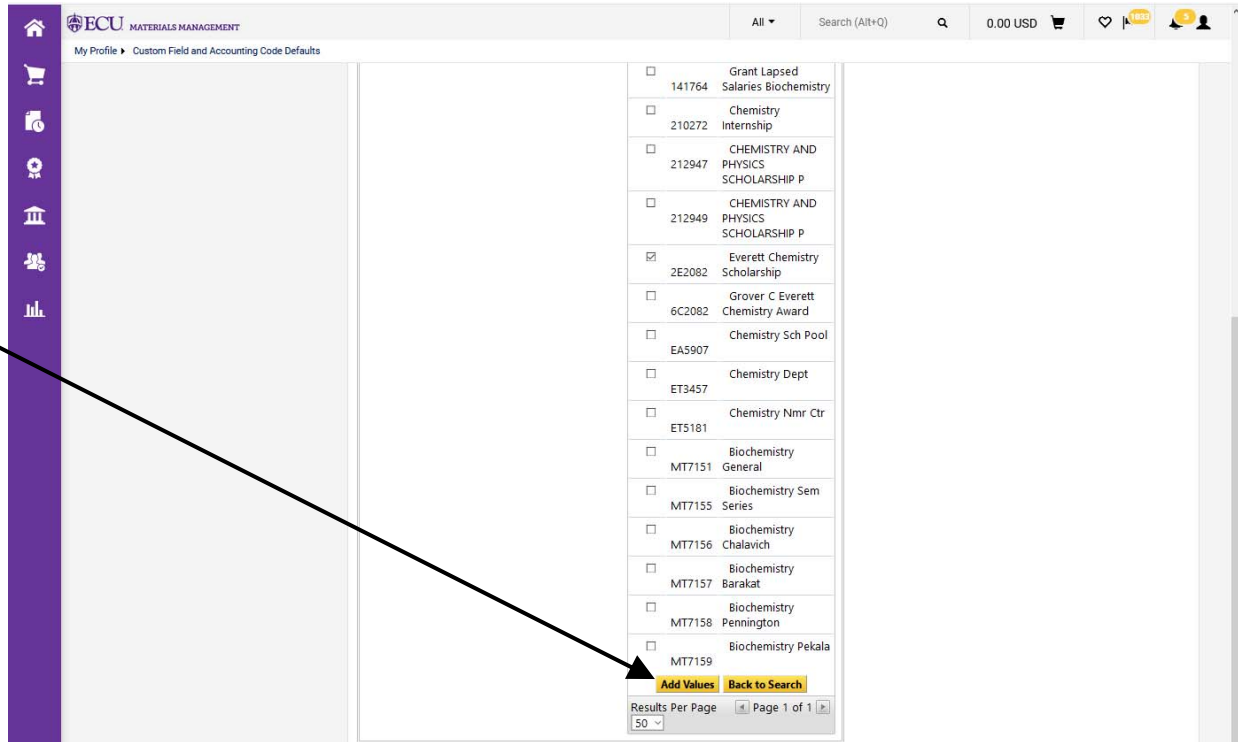 ECU MATERIALS MANAGEMENT
All
Search (Alt+Q)
0.00 USD
5
My Profile Custom Field and Accounting Code Defaults
Grant Lapsed
141764 Salaries Biochemistry
Chemistry
210272 Internship
CHEMISTRY AND
212947 PHYSICS
SCHOLARSHIP P
CHEMISTRY AND
212949 PHYSICS
SCHOLARSHIP P
Everett Chemistry
2E2082 Scholarship
Grover C Everett
6C2082 Chemistry Award
Chemistry Sch Pool
EA5907
Chemistry Dept
ET3457
Chemistry Nmr Ctr
ET5181
Biochemistry
MT7151 General
Biochemistry Sem
MT7155 Series
Biochemistry
MT7156 Chalavich
Biochemistry
MT7157 Barakat
Biochemistry
MT7158 Pennington
Biochemistry Pekala
MT7159
Add Values Back to Search
Results Per Page Page 1 of 1
50